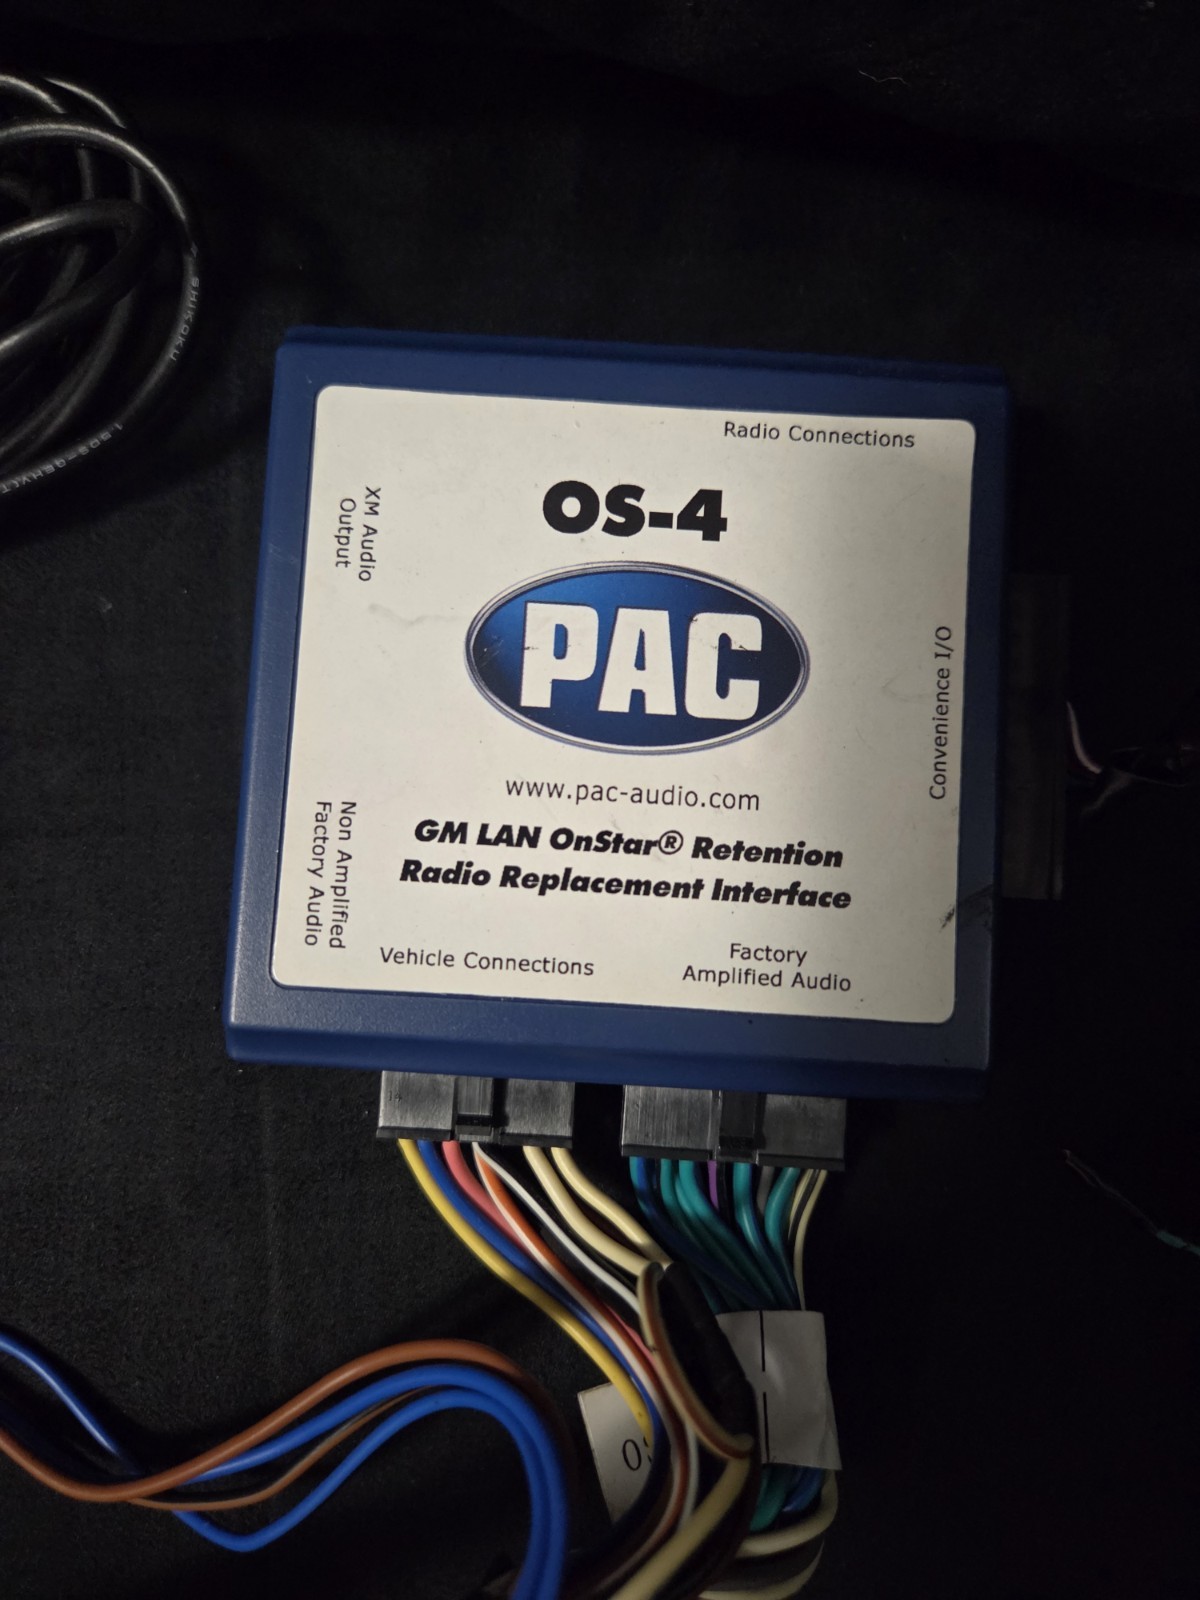 SHIKOKU
Radio Connections
OS-4
XM Audio
Output
PAC
Convenience I/O
www.pac-audio.com
GM LAN OnStar® Retention
Radio Replacement Interface
Non Amplified
Factory Audio
Vehicle Connections
Factory
Amplified Audio